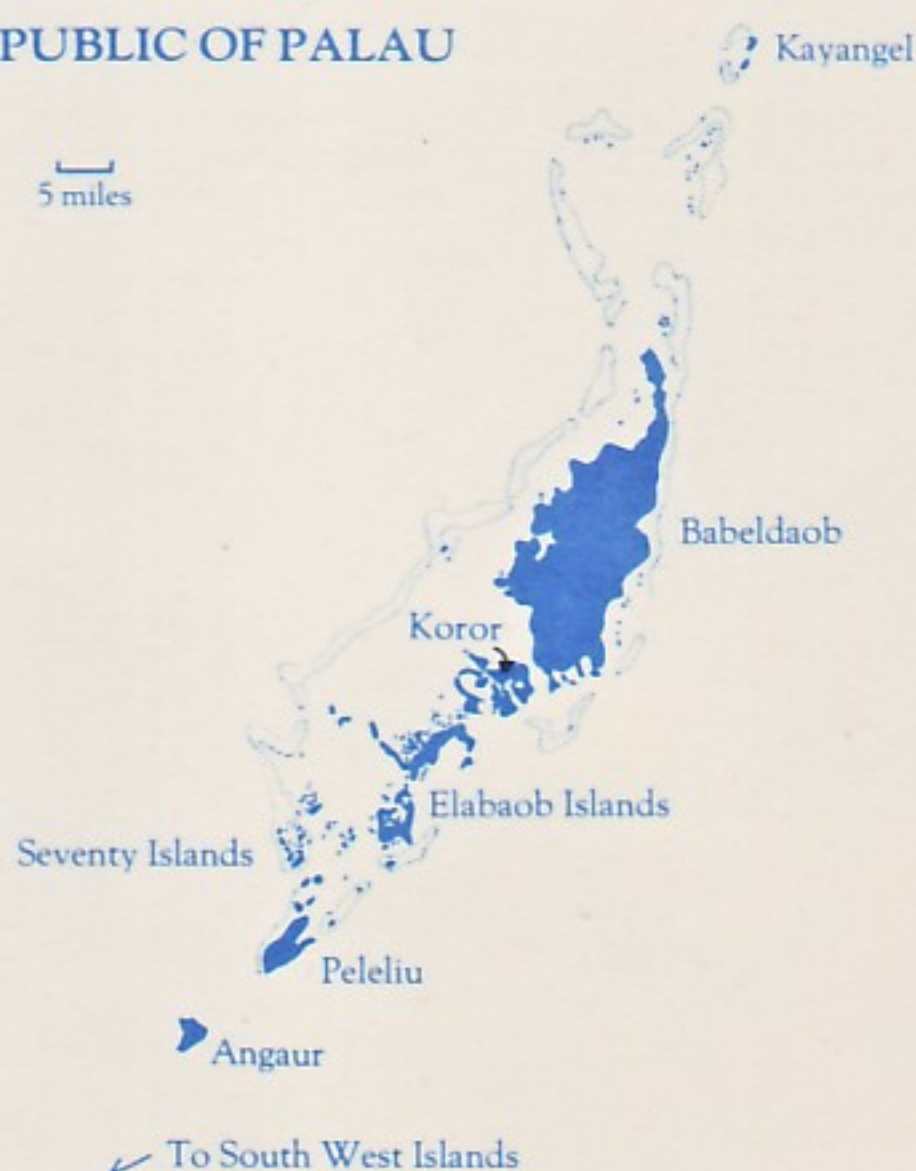 PUBLIC OF PALAU
Kayangel
5 miles
Babeldaob
Koror
Elabaob Islands
Seventy Islands
Peleliu
Angaur
To South West Islands